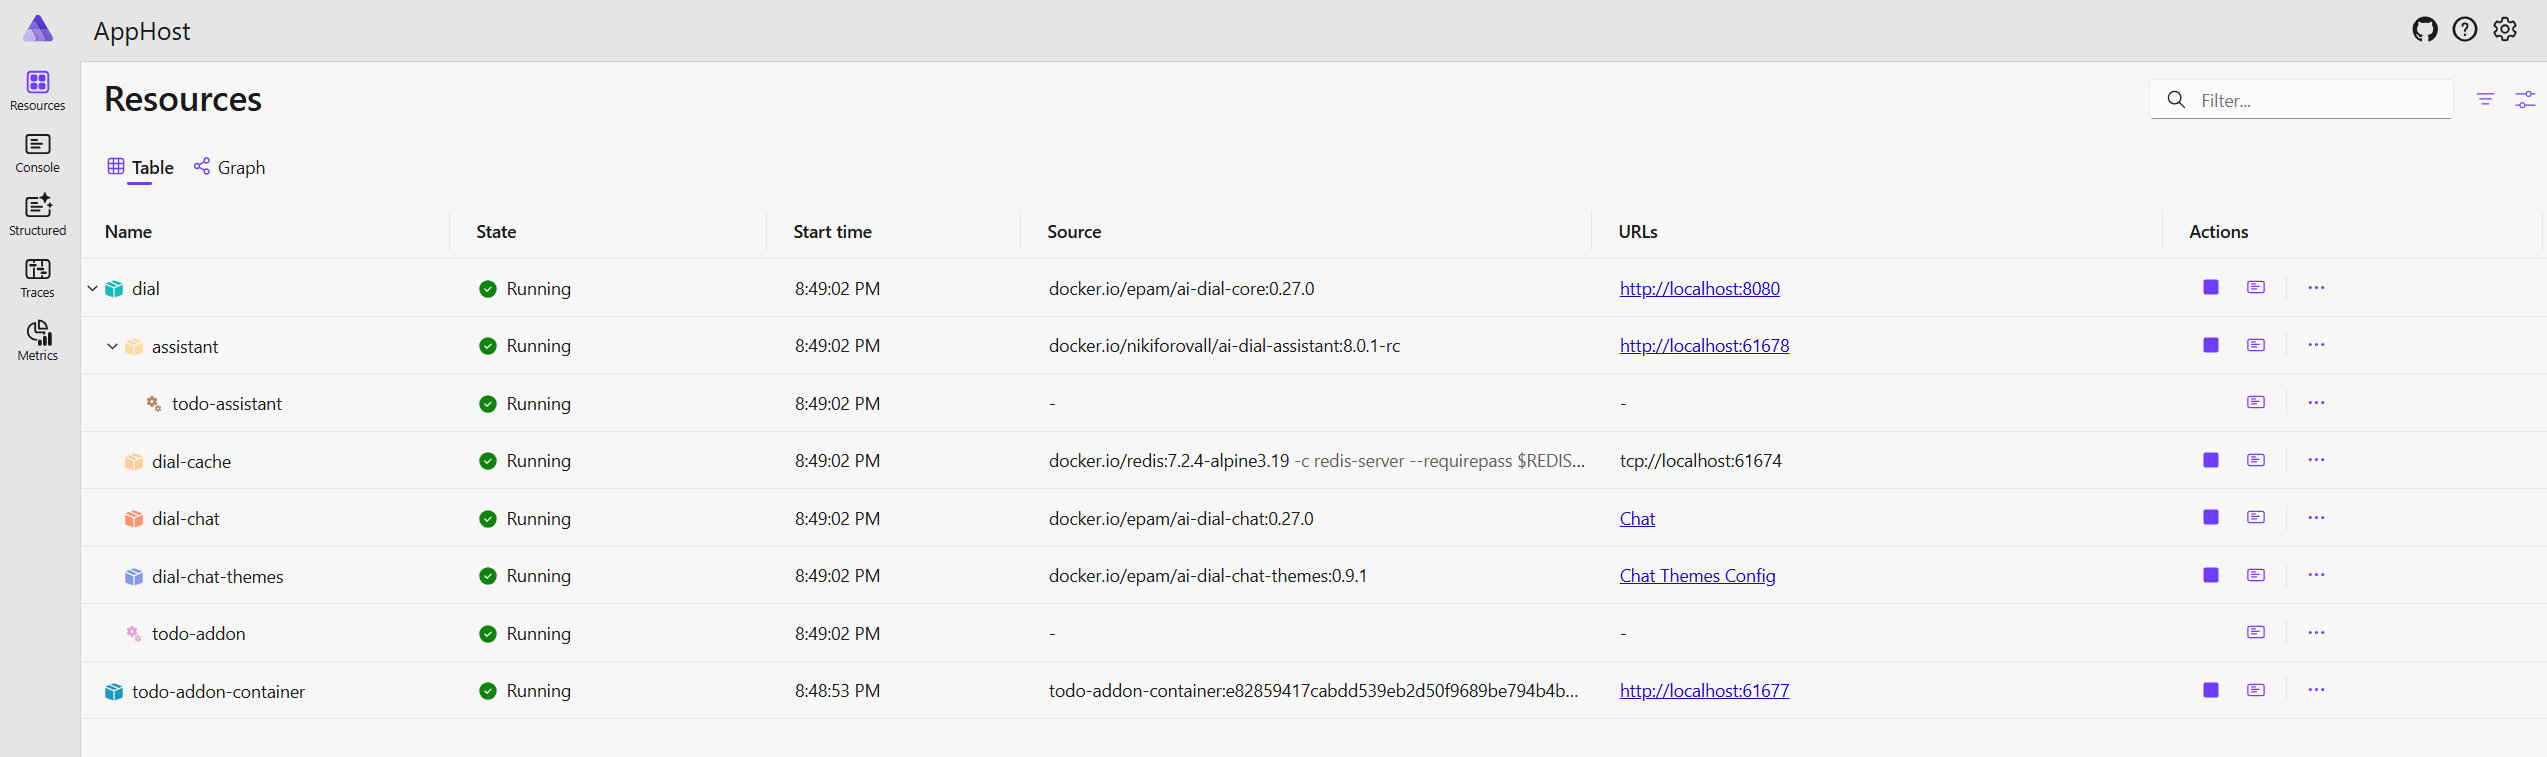 AppHost
Resources
Console
Structured
Traces
Metrics
Resources
Filter...
Table Graph
Name State Start time Source URLs Actions
dial Running 8:49:02 PM docker.io/epam/ai-dial-core:0.27.0 http://localhost:8080
assistant Running 8:49:02 PM docker.io/nikiforovall/ai-dial-assistant:8.0.1-rc http://localhost:61678
todo-assistant Running 8:49:02 PM - -
dial-cache Running 8:49:02 PM docker.io/redis:7.2.4-alpine3.19 -c redis-server --requirepass $REDIS... tcp://localhost:61674
dial-chat Running 8:49:02 PM docker.io/epam/ai-dial-chat:0.27.0 Chat
dial-chat-themes Running 8:49:02 PM docker.io/epam/ai-dial-chat-themes:0.9.1 Chat Themes Config
todo-addon Running 8:49:02 PM - -
todo-addon-container Running 8:48:53 PM todo-addon-container:e82859417cabdd539eb2d50f9689be794b4b... http://localhost:61677